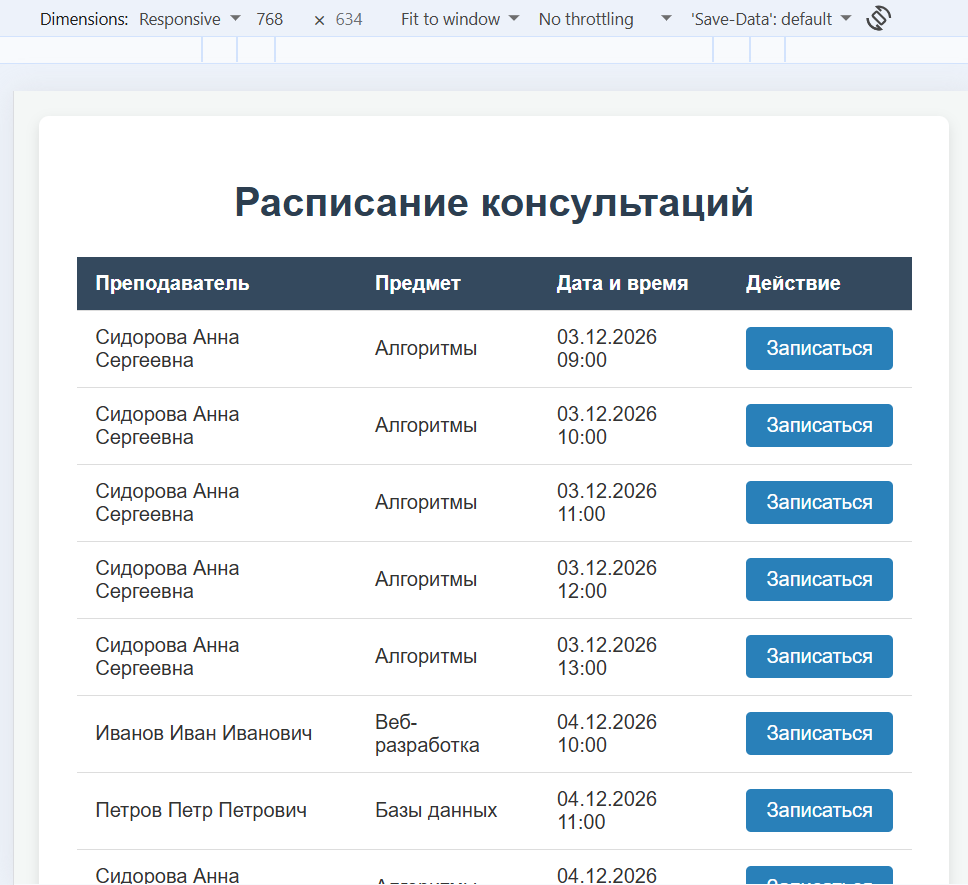 Dimensions: Responsive 768 × 634 Fit to window No throttling 'Save-Data': default
Расписание консультаций
Преподаватель Предмет Дата и время Действие
Сидорова Анна Сергеевна Алгоритмы 03.12.2026 09:00 Записаться
Сидорова Анна Сергеевна Алгоритмы 03.12.2026 10:00 Записаться
Сидорова Анна Сергеевна Алгоритмы 03.12.2026 11:00 Записаться
Сидорова Анна Сергеевна Алгоритмы 03.12.2026 12:00 Записаться
Сидорова Анна Сергеевна Алгоритмы 03.12.2026 13:00 Записаться
Иванов Иван Иванович Веб-разработка 04.12.2026 10:00 Записаться
Петров Петр Петрович Базы данных 04.12.2026 11:00 Записаться
Сидорова Анна 04.12.2026